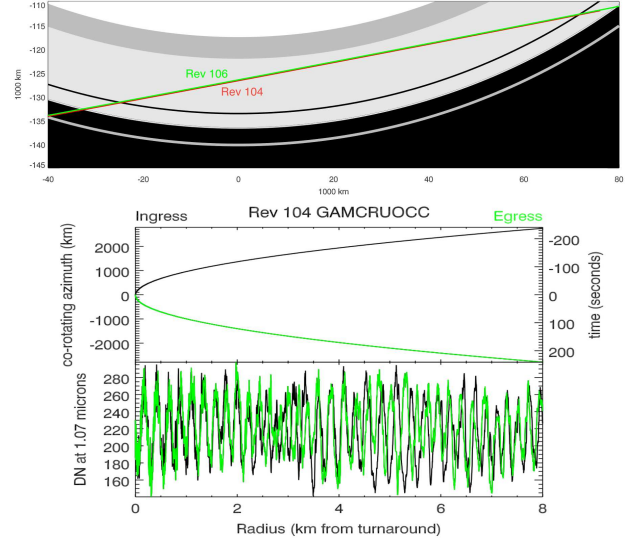 -110
-115
-120
-125
-130
-135
-140
-145
1000 km
Rev 106
Rev 104
-40 -20 0 20 40 60 80
1000 km
Ingress Rev 104 GAMCRUOCC Egress
2000
1000
0
-1000
-2000
co-rotating azimuth (km)
-200
-100
0
100
200
time (seconds)
280
260
240
220
200
180
160
DN at 1.07 microns
0 2 4 6 8
Radius (km from turnaround)